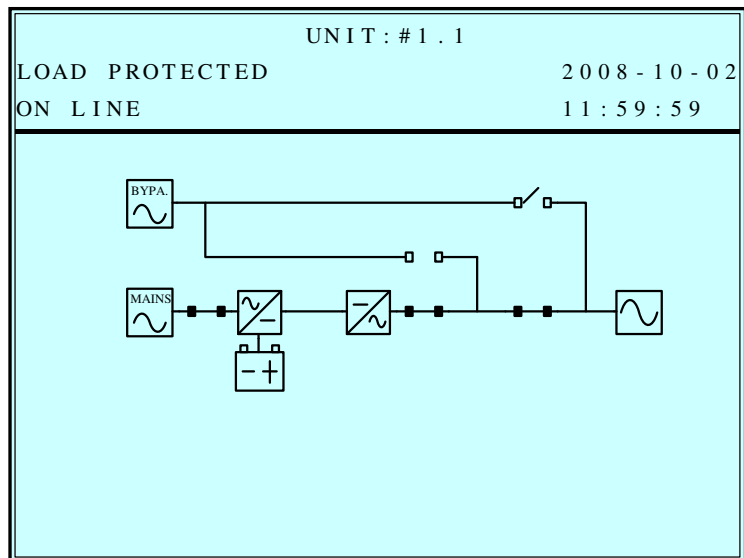 UNIT:#1.1
LOAD PROTECTED 2008-10-02
ON LINE 11:59:59
BYPA.
MAINS